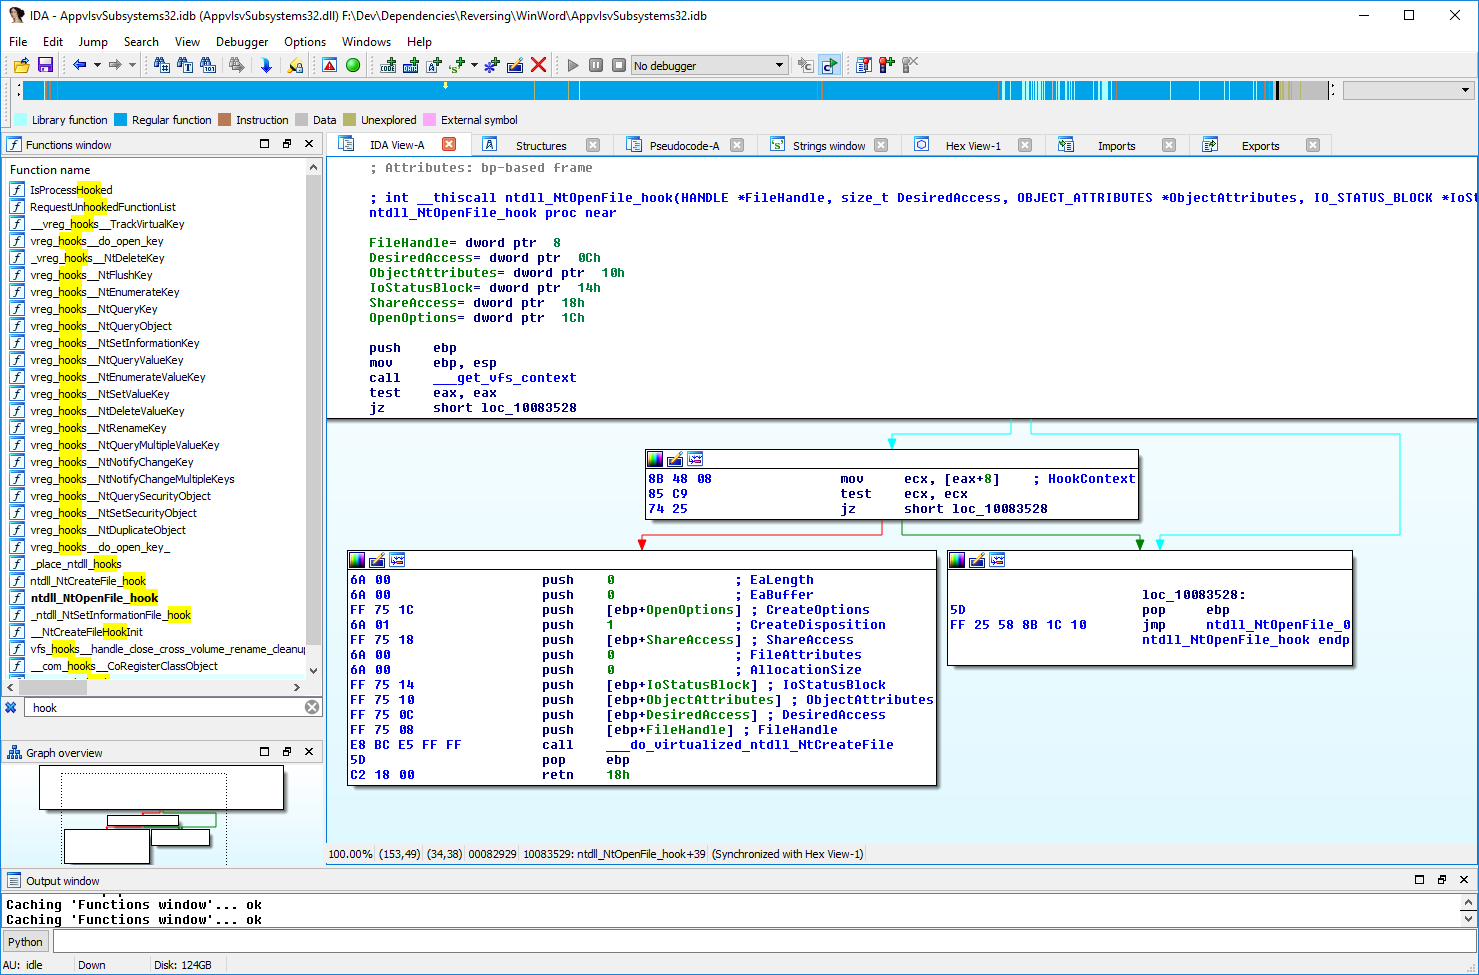 IDA - AppvIsvSubsystems32.idb (AppvIsvSubsystems32.dll) F:\Dev\Dependencies\Reversing\WinWord\AppvIsvSubsystems32.idb
File Edit Jump Search View Debugger Options Windows Help
No debugger
Library function Regular function Instruction Data Unexplored External symbol
Functions window
IDA View-A Structures Pseudocode-A Strings window Hex View-1 Imports Exports
Function name
IsProcessHooked
RequestUnhookedFunctionList
__vreg_hooks__TrackVirtualKey
vreg_hooks__do_open_key
_vreg_hooks__NtDeleteKey
vreg_hooks__NtFlushKey
vreg_hooks__NtEnumerateKey
vreg_hooks__NtQueryKey
vreg_hooks__NtQueryObject
vreg_hooks__NtSetInformationKey
vreg_hooks__NtQueryValueKey
vreg_hooks__NtEnumerateValueKey
vreg_hooks__NtSetValueKey
vreg_hooks__NtDeleteValueKey
vreg_hooks__NtRenameKey
vreg_hooks__NtQueryMultipleValueKey
vreg_hooks__NtNotifyChangeKey
vreg_hooks__NtNotifyChangeMultipleKeys
vreg_hooks__NtQuerySecurityObject
vreg_hooks__NtSetSecurityObject
vreg_hooks__NtDuplicateObject
vreg_hooks__do_open_key_
_place_ntdll_hooks
ntdll_NtCreateFile_hook
ntdll_NtOpenFile_hook
_ntdll_NtSetInformationFile_hook
__NtCreateFileHookInit
vfs_hooks__handle_close_cross_volume_rename_cleanu
__com_hooks__CoRegisterClassObject
hook
Graph overview
; Attributes: bp-based frame
; int __thiscall ntdll_NtOpenFile_hook(HANDLE *FileHandle, size_t DesiredAccess, OBJECT_ATTRIBUTES *ObjectAttributes, IO_STATUS_BLOCK *IoSt
ntdll_NtOpenFile_hook proc near
FileHandle= dword ptr  8
DesiredAccess= dword ptr  0Ch
ObjectAttributes= dword ptr  10h
IoStatusBlock= dword ptr  14h
ShareAccess= dword ptr  18h
OpenOptions= dword ptr  1Ch
push ebp
mov ebp, esp
call ___get_vfs_context
test eax, eax
jz short loc_10083528
8B 48 08 mov ecx, [eax+8] ; HookContext
85 C9 test ecx, ecx
74 25 jz short loc_10083528
6A 00 push 0 ; EaLength
6A 00 push 0 ; EaBuffer
FF 75 1C push [ebp+OpenOptions] ; CreateOptions
6A 01 push 1 ; CreateDisposition
FF 75 18 push [ebp+ShareAccess] ; ShareAccess
6A 00 push 0 ; FileAttributes
6A 00 push 0 ; AllocationSize
FF 75 14 push [ebp+IoStatusBlock] ; IoStatusBlock
FF 75 10 push [ebp+ObjectAttributes] ; ObjectAttributes
FF 75 0C push [ebp+DesiredAccess] ; DesiredAccess
FF 75 08 push [ebp+FileHandle] ; FileHandle
E8 BC E5 FF FF call ___do_virtualized_ntdll_NtCreateFile
5D pop ebp
C2 18 00 retn 18h
loc_10083528:
5D pop ebp
FF 25 58 8B 1C 10 jmp ntdll_NtOpenFile_0
ntdll_NtOpenFile_hook endp
100.00% (153,49) (34,38) 00082929 10083529: ntdll_NtOpenFile_hook+39 (Synchronized with Hex View-1)
Output window
Caching 'Functions window'... ok
Caching 'Functions window'... ok
Python
AU: idle Down Disk: 124GB